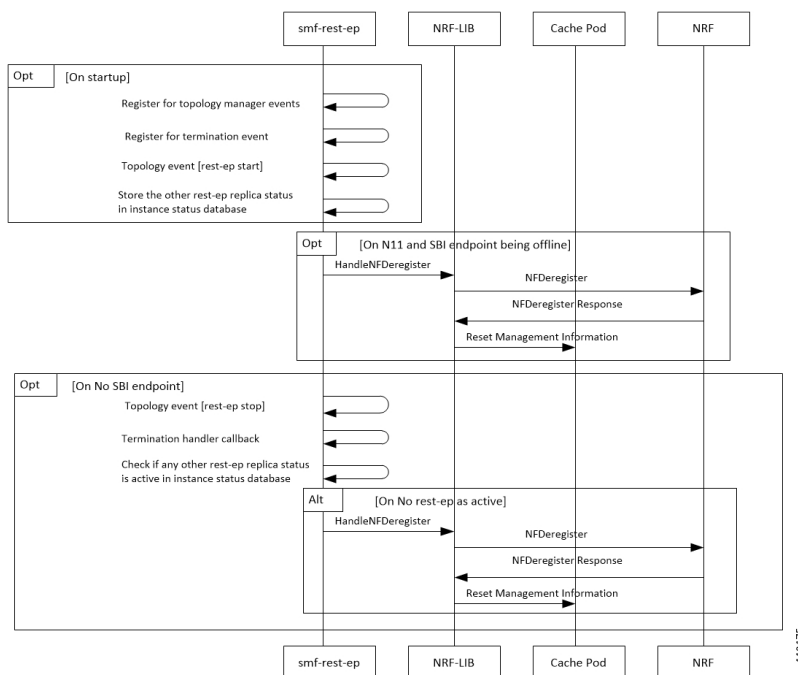 smf-rest-ep NRF-LIB Cache Pod NRF
Opt [On startup]
Register for topology manager events
Register for termination event
Topology event [rest-ep start]
Store the other rest-ep replica status
in instance status database
Opt [On N11 and SBI endpoint being offline]
HandleNFDeregister
NFDeregister
NFDeregister Response
Reset Management Information
Opt [On No SBI endpoint]
Topology event [rest-ep stop]
Termination handler callback
Check if any other rest-ep replica status
is active in instance status database
Alt [On No rest-ep as active]
HandleNFDeregister
NFDeregister
NFDeregister Response
Reset Management Information
smf-rest-ep NRF-LIB Cache Pod NRF